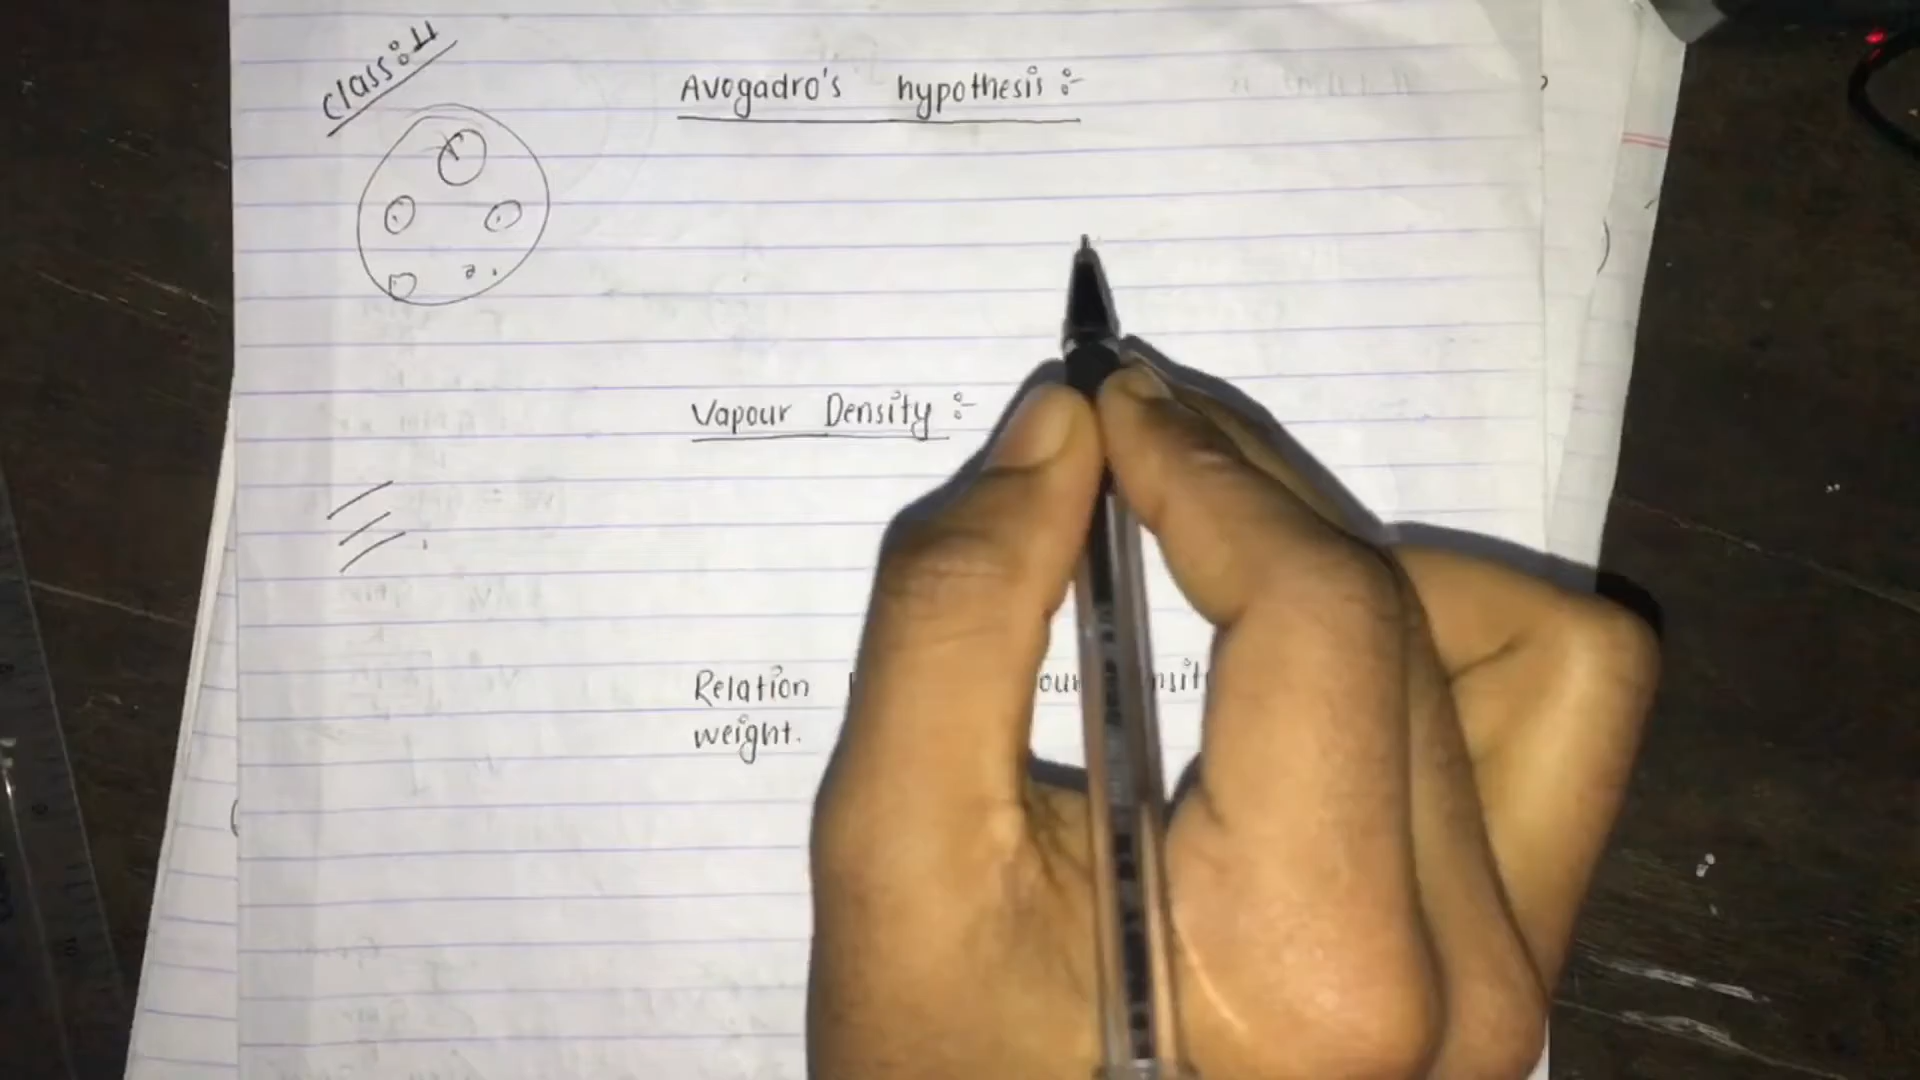 class:11
Avogadro's hypothesis :-
Vapour Density :-
Relation
weight.